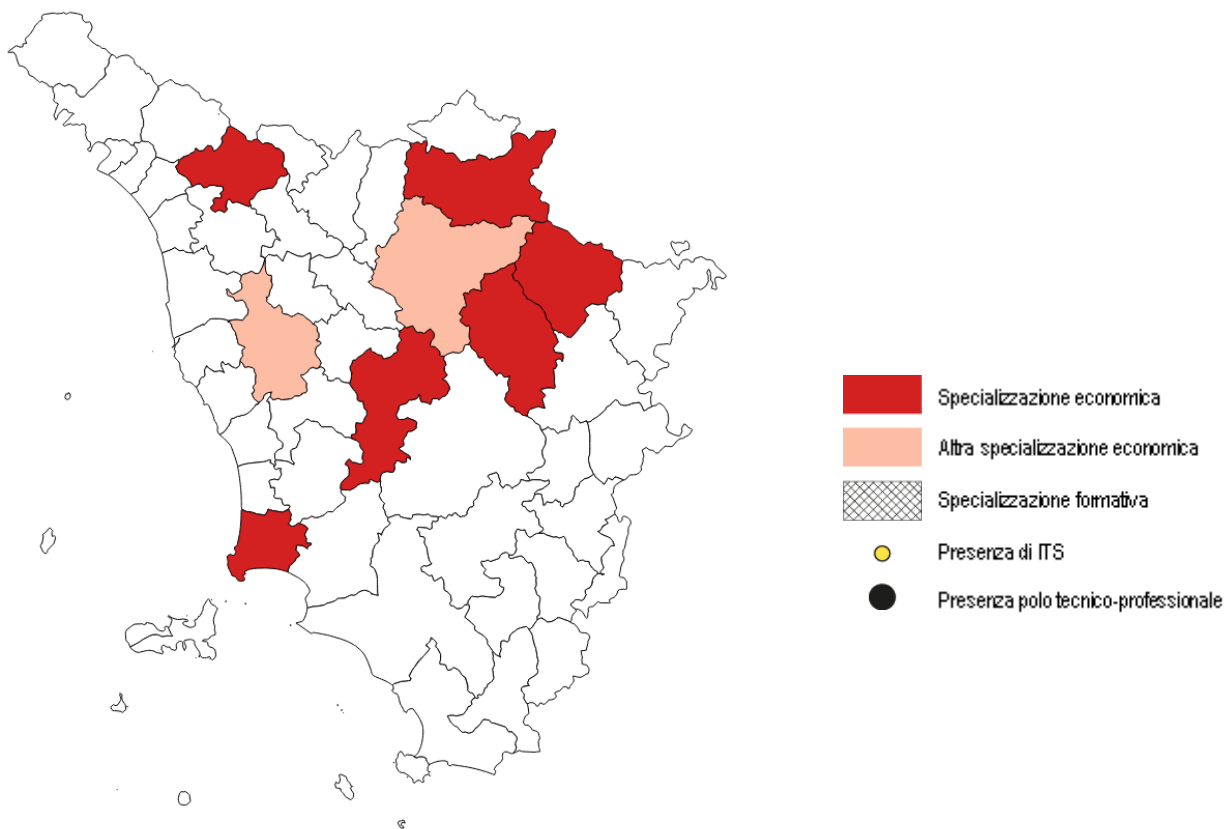 Specializzazione economica
Altra specializzazione economica
Specializzazione formativa
Presenza di ITS
Presenza polo tecnico-professionale